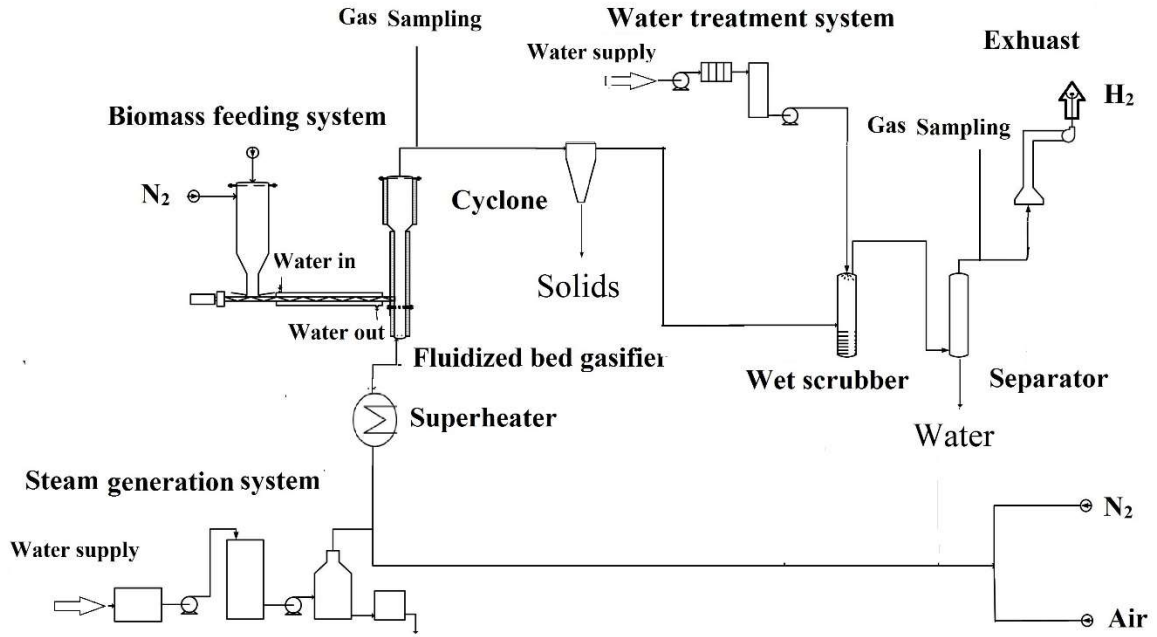 Gas Sampling
Water treatment system
Water supply
Exhuast
H₂
Biomass feeding system
Gas Sampling
N₂
Cyclone
Water in
Solids
Water out
Fluidized bed gasifier
Wet scrubber
Separator
Superheater
Water
Steam generation system
N₂
Water supply
Air